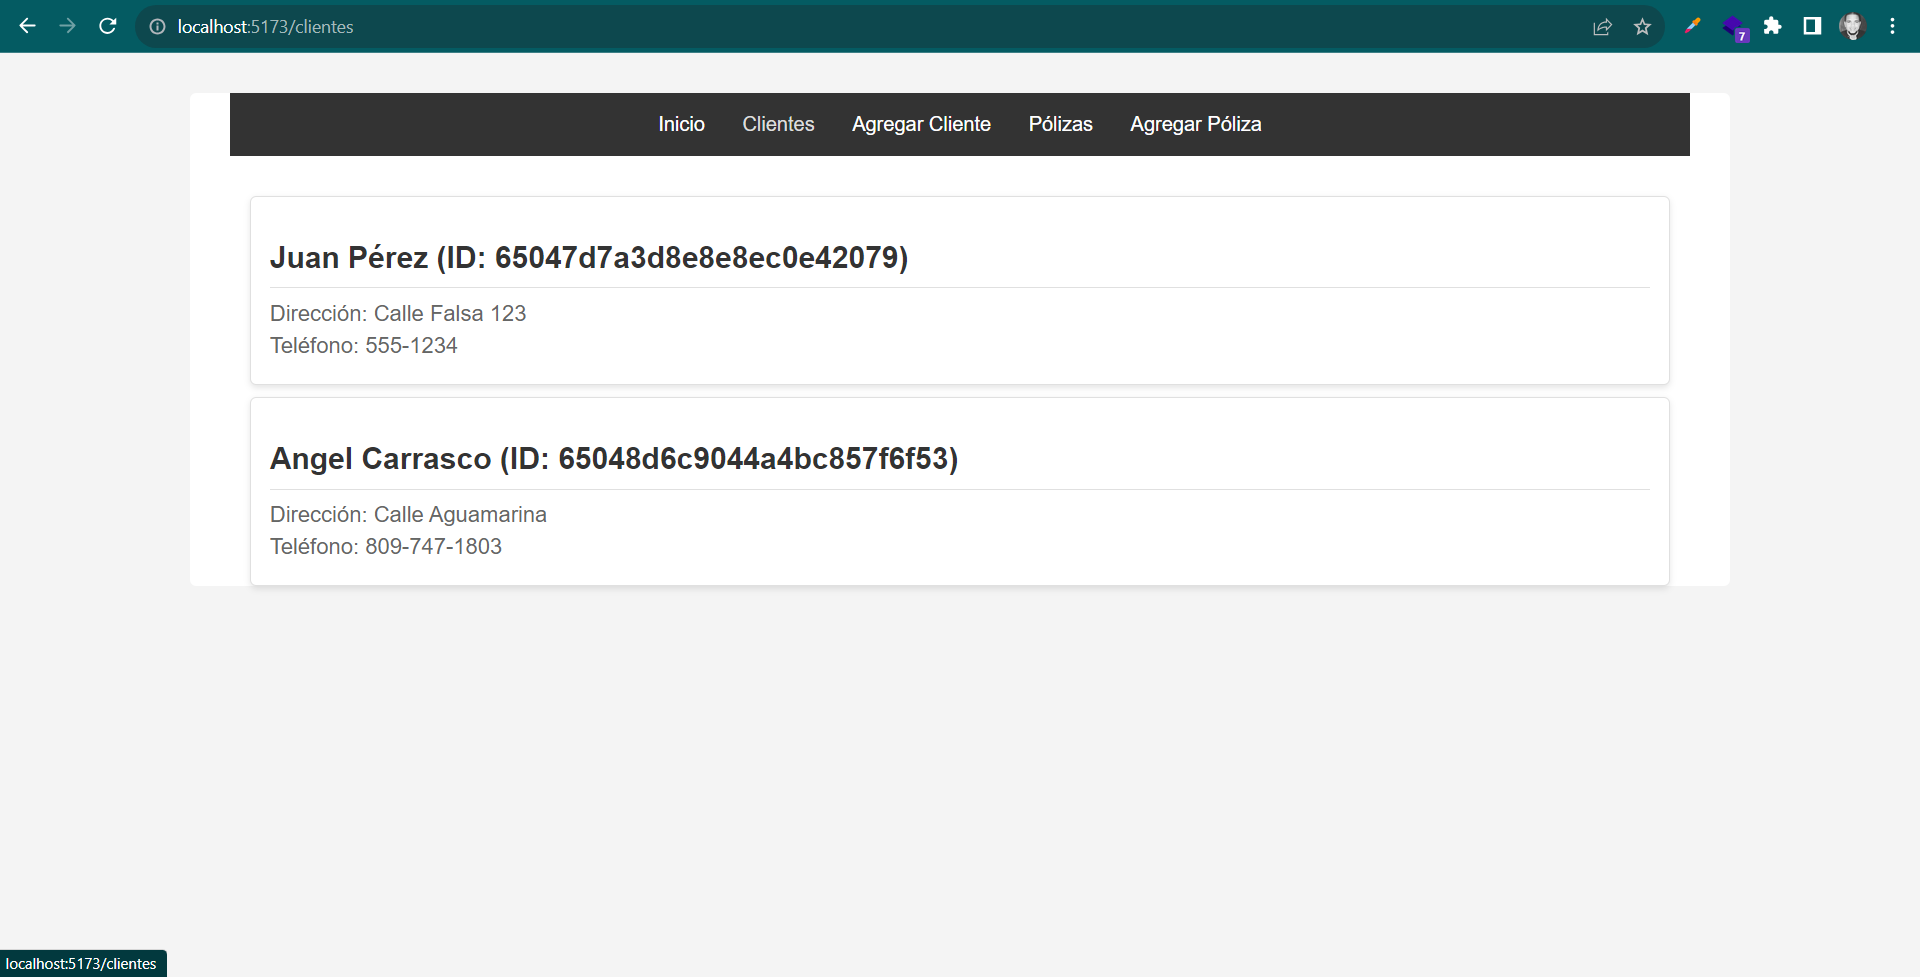 localhost:5173/clientes
7
Inicio Clientes Agregar Cliente Pólizas Agregar Póliza
Juan Pérez (ID: 65047d7a3d8e8e8ec0e42079)
Dirección: Calle Falsa 123
Teléfono: 555-1234
Angel Carrasco (ID: 65048d6c9044a4bc857f6f53)
Dirección: Calle Aguamarina
Teléfono: 809-747-1803
localhost:5173/clientes